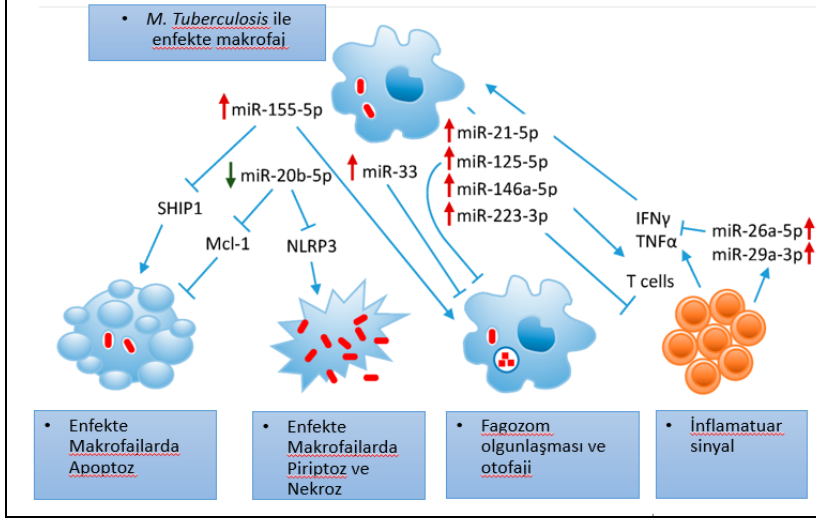 • M. Tuberculosis ile
enfekte makrofaj
miR-155-5p
miR-20b-5p
miR-33
miR-21-5p
miR-125-5p
miR-146a-5p
miR-223-3p
SHIP1
Mcl-1
NLRP3
IFNγ
TNFα
T cells
miR-26a-5p
miR-29a-3p
• Enfekte
Makrofajlarda
Apoptoz
• Enfekte
Makrofajlarda
Piriptoz ve
Nekroz
• Fagozom
olgunlaşması ve
otofaji
• İnflamatuar
sinyal